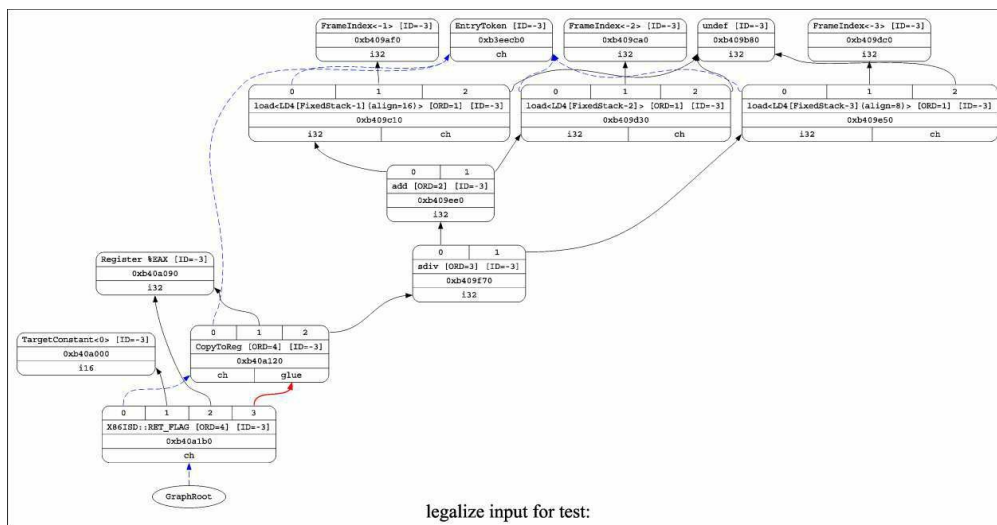 FrameIndex<-1> [ID=-3]
0xb409af0
i32
EntryToken [ID=-3]
0xb3eecb0
ch
FrameIndex<-2> [ID=-3]
0xb409ca0
i32
undef [ID=-3]
0xb409b80
i32
FrameIndex<-3> [ID=-3]
0xb409dc0
i32
0 1 2
load<LD4[FixedStack-1](align=16)> [ORD=1] [ID=-3]
0xb409c10
i32 ch
0 1 2
load<LD4[FixedStack-2]> [ORD=1] [ID=-3]
0xb409d30
i32 ch
0 1 2
load<LD4[FixedStack-3](align=8)> [ORD=1] [ID=-3]
0xb409e50
i32 ch
0 1
add [ORD=2] [ID=-3]
0xb409ee0
i32
0 1
sdiv [ORD=3] [ID=-3]
0xb409f70
i32
Register %EAX [ID=-3]
0xb40a090
i32
TargetConstant<0> [ID=-3]
0xb40a000
i16
0 1 2
CopyToReg [ORD=4] [ID=-3]
0xb40a120
ch glue
0 1 2 3
X86ISD::RET_FLAG [ORD=4] [ID=-3]
0xb40a1b0
ch
GraphRoot
legalize input for test: